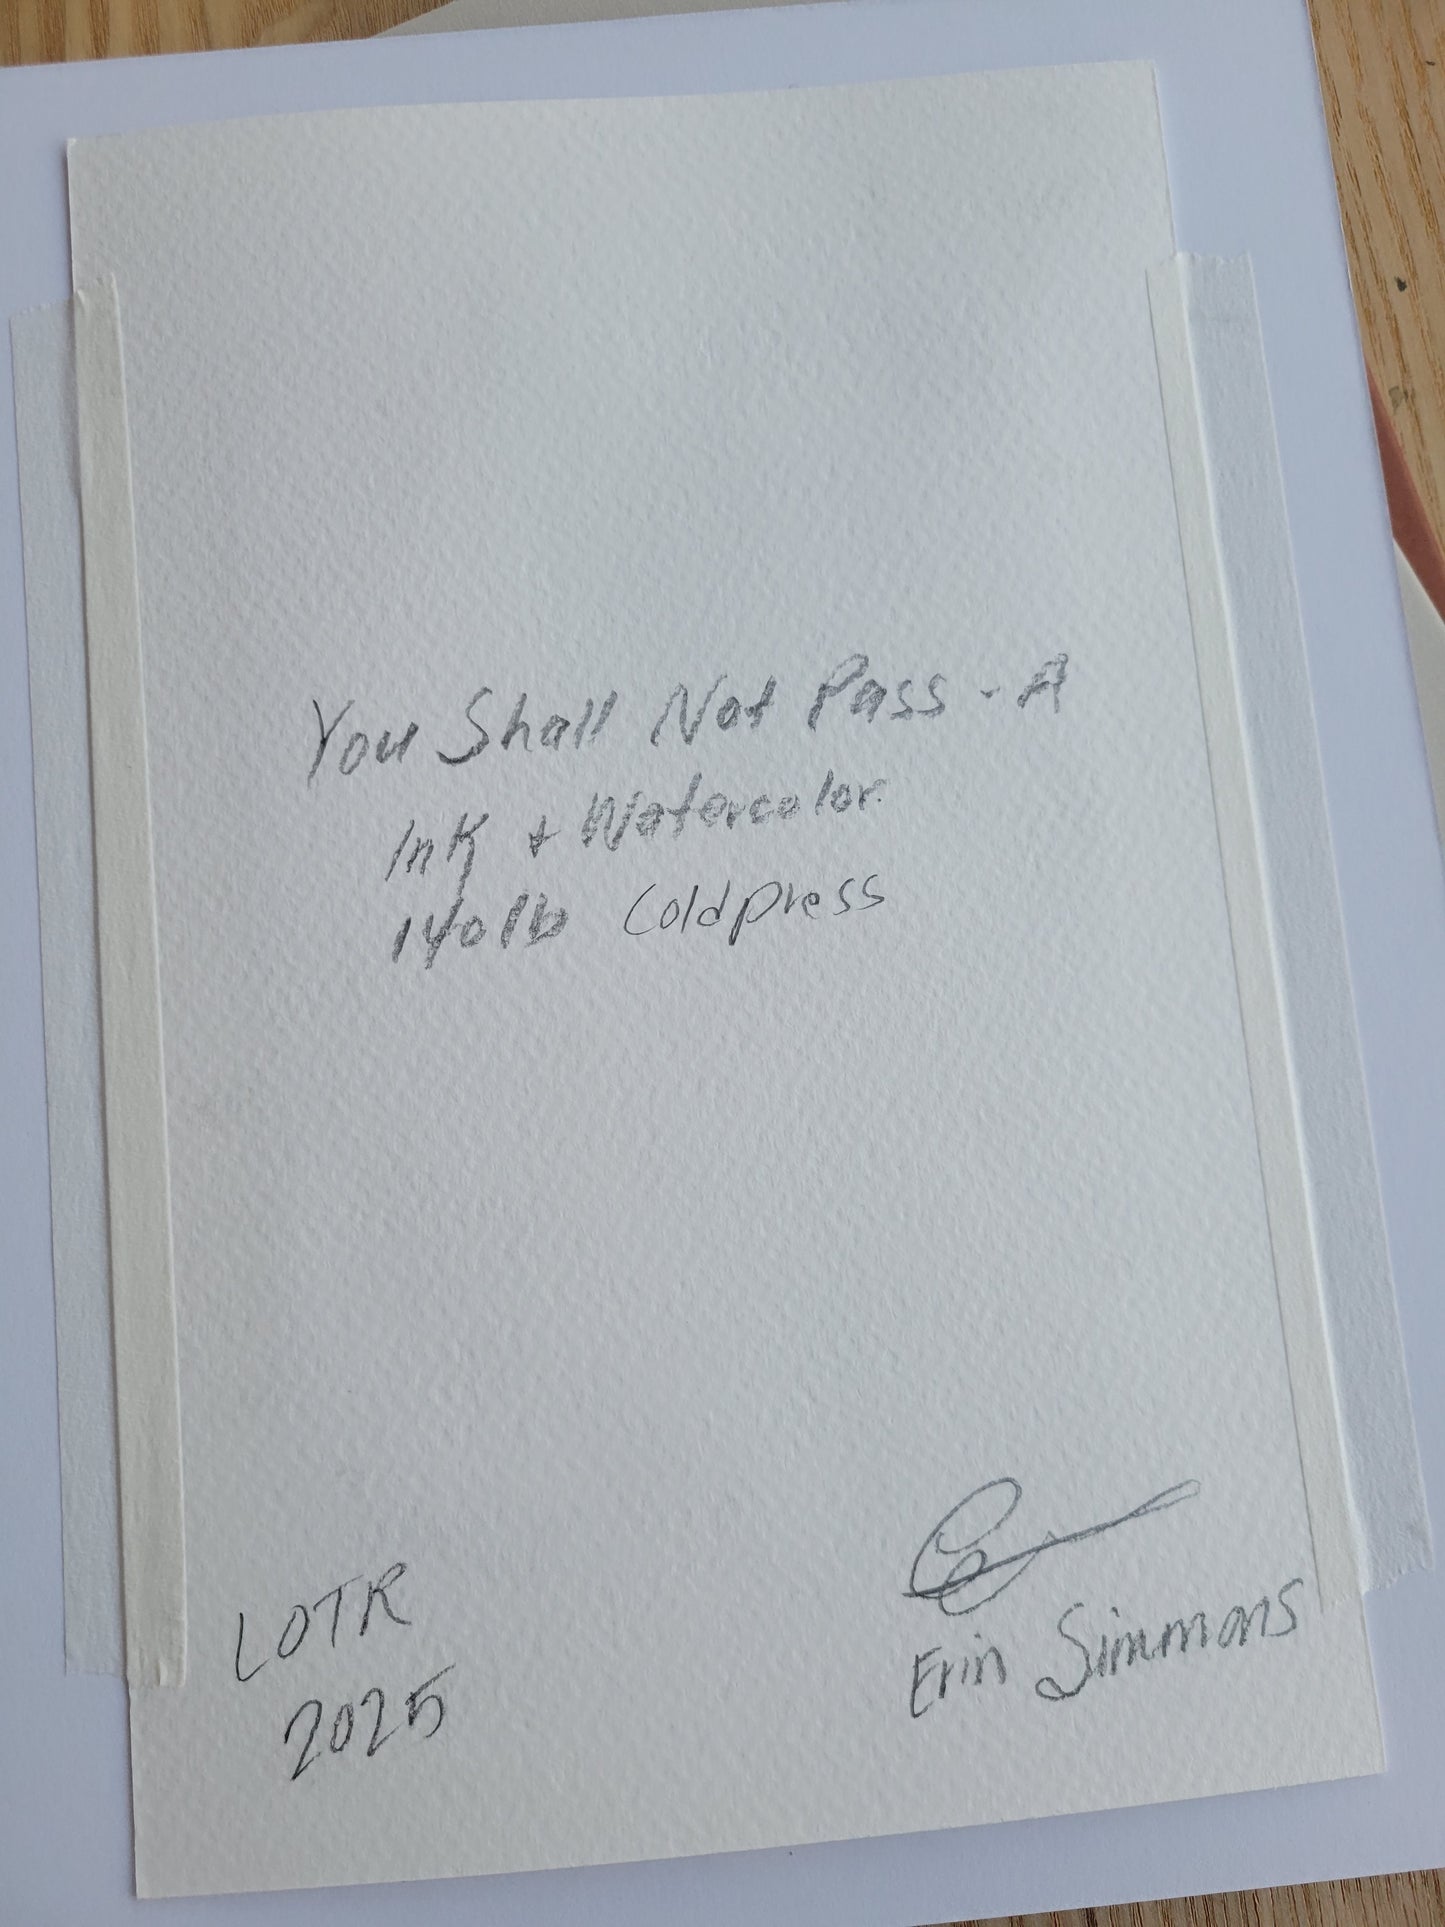 You Shall Not Pass - A
Ink + Watercolor
140lb Coldpress
LOTR
2025
Erin Simmons